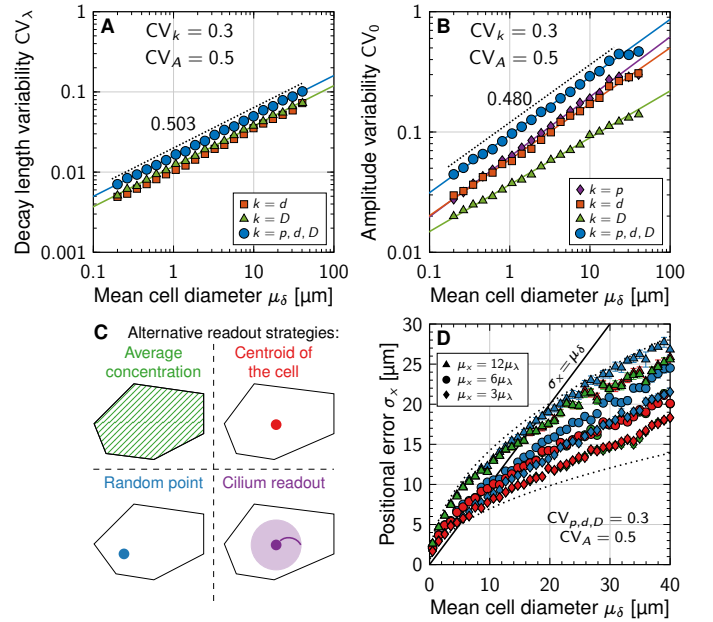 A
CV_k = 0.3
CV_A = 0.5
0.503
k = d
k = D
k = p, d, D
1
0.1
0.01
0.001
0.1
1.0
10
100
Decay length variability CV_λ
Mean cell diameter μ_δ [μm]
B
CV_k = 0.3
CV_A = 0.5
0.480
k = p
k = d
k = D
k = p, d, D
1
0.1
0.01
0.1
1.0
10
100
Amplitude variability CV_0
Mean cell diameter μ_δ [μm]
C Alternative readout strategies:
Average
concentration
Centroid of
the cell
Random point
Cilium readout
D
μ_x = 12μ_λ
μ_x = 6μ_λ
μ_x = 3μ_λ
σ_x = μ_δ
CV_{p,d,D} = 0.3
CV_A = 0.5
30
25
20
15
10
5
0
0
10
20
30
40
Positional error σ_x [μm]
Mean cell diameter μ_δ [μm]